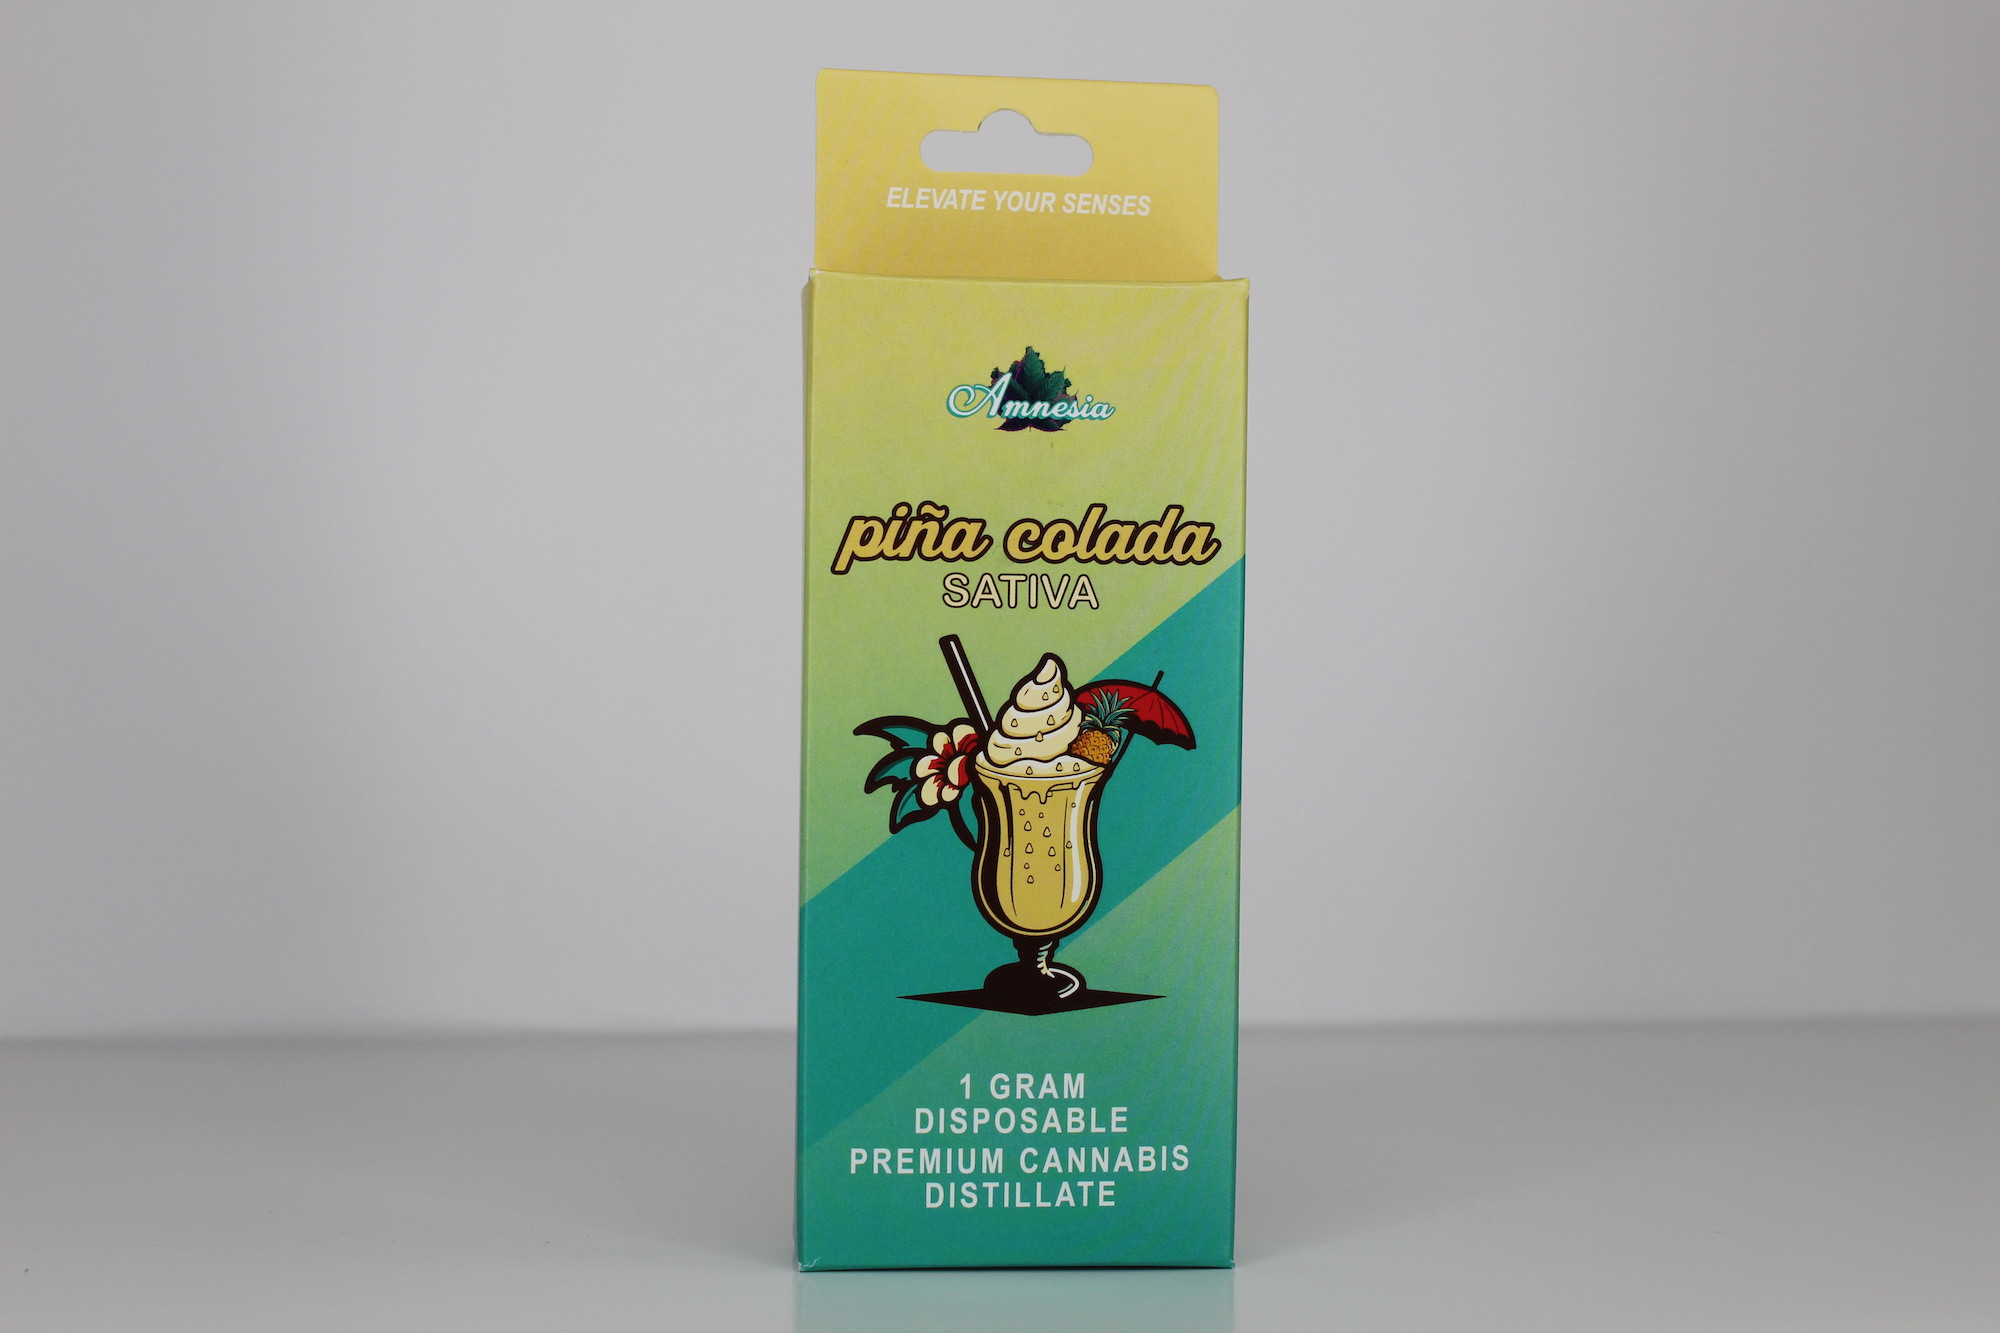 ELEVATE YOUR SENSES
Amnesia
piña colada
SATIVA
1 GRAM
DISPOSABLE
PREMIUM CANNABIS
DISTILLATE